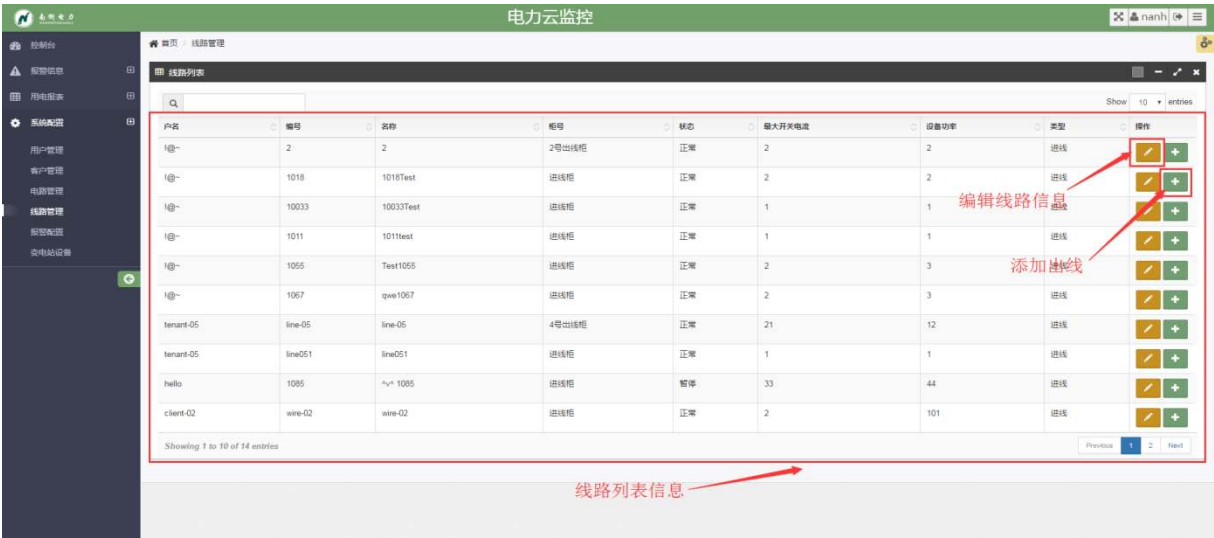 南瑞电力 电力云监控 nanh
控制台
报警信息
用电报表
系统配置
用户管理
客户管理
电路管理
线路管理
报警配置
变电站设备
首页 / 线路管理
线路列表
Show 10 entries
户名 编号 名称 柜号 状态 最大开关电流 设备功率 类型 操作
!@~ 2 2 2号出线柜 正常 2 2 进线
!@~ 1018 1018Test 进线柜 正常 2 2 进线
!@~ 10033 10033Test 进线柜 正常 1 1 进线
!@~ 1011 1011test 进线柜 正常 1 1 进线
!@~ 1055 Test1055 进线柜 正常 2 3 进线
!@~ 1067 qwe1067 进线柜 正常 2 3 进线
tenant-05 line-05 line-05 4号出线柜 正常 21 12 进线
tenant-05 line051 line051 进线柜 正常 1 1 进线
hello 1085 ^v^ 1085 进线柜 暂停 33 44 进线
client-02 wire-02 wire-02 进线柜 正常 2 101 进线
编辑线路信息
添加出线
Showing 1 to 10 of 14 entries
Previous 1 2 Next
线路列表信息